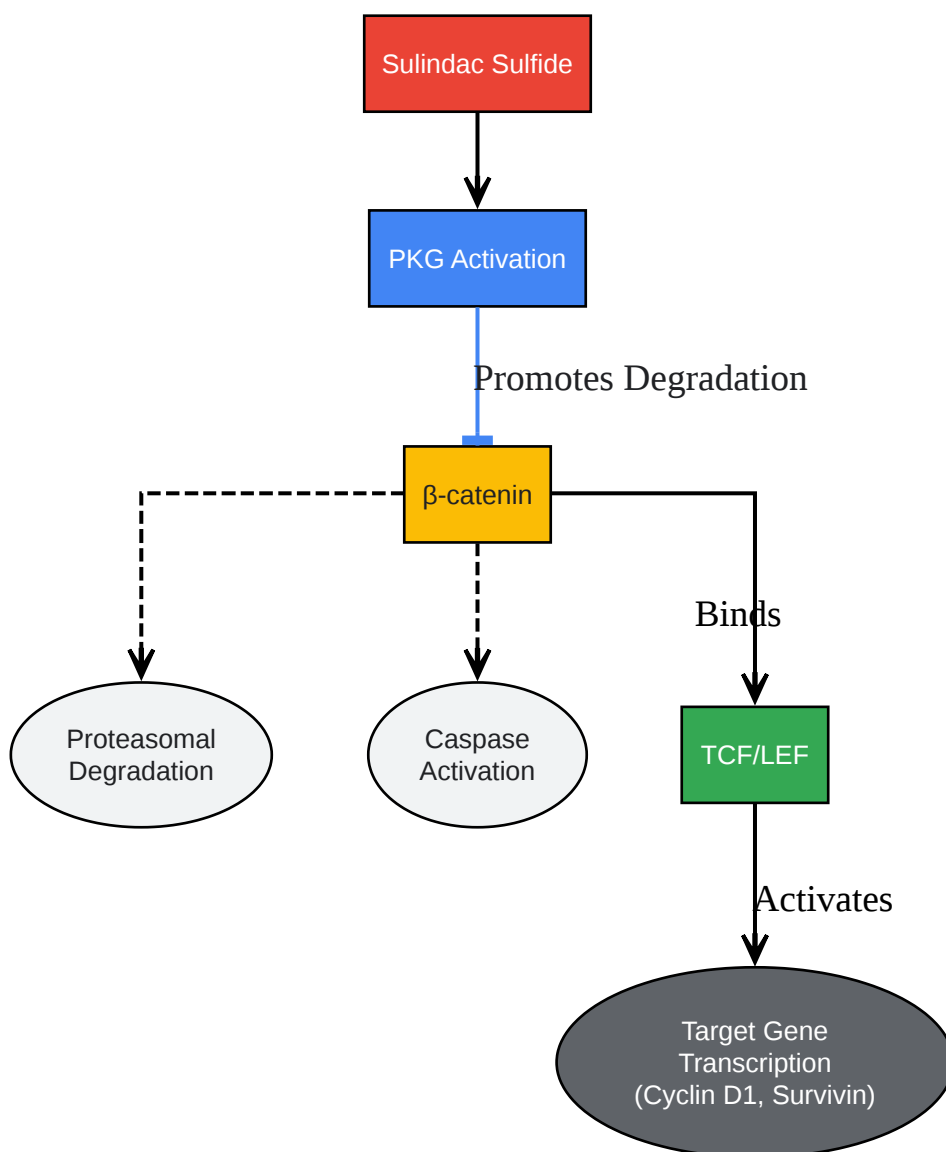 Sulindac Sulfide
PKG Activation
Promotes Degradation
β-catenin
Binds
Proteasomal
Degradation
Caspase
Activation
TCF/LEF
Activates
Target Gene
Transcription
(Cyclin D1, Survivin)